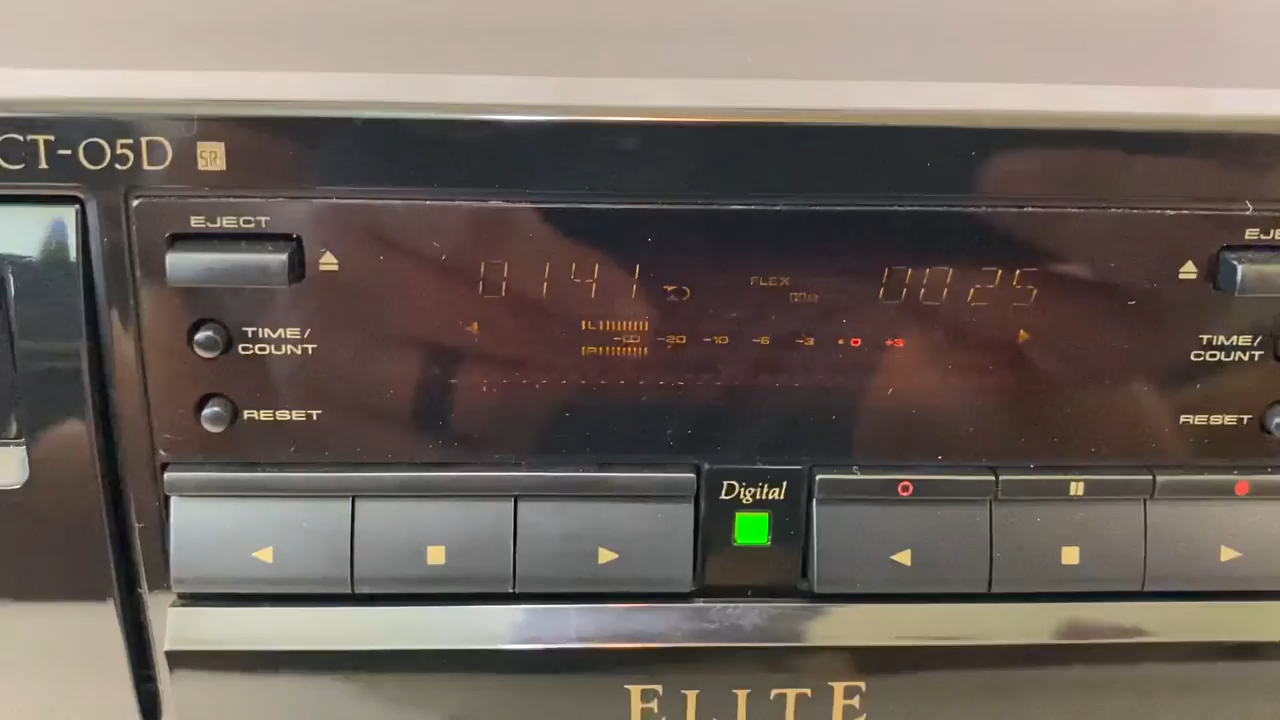 CT-05D SR
EJECT
TIME/
COUNT
RESET
0141
FLEX
0025
L
-∞ -20 -10 -6 -3 0 +3
R
EJE
TIME/
COUNT
RESET
Digital
ELITE